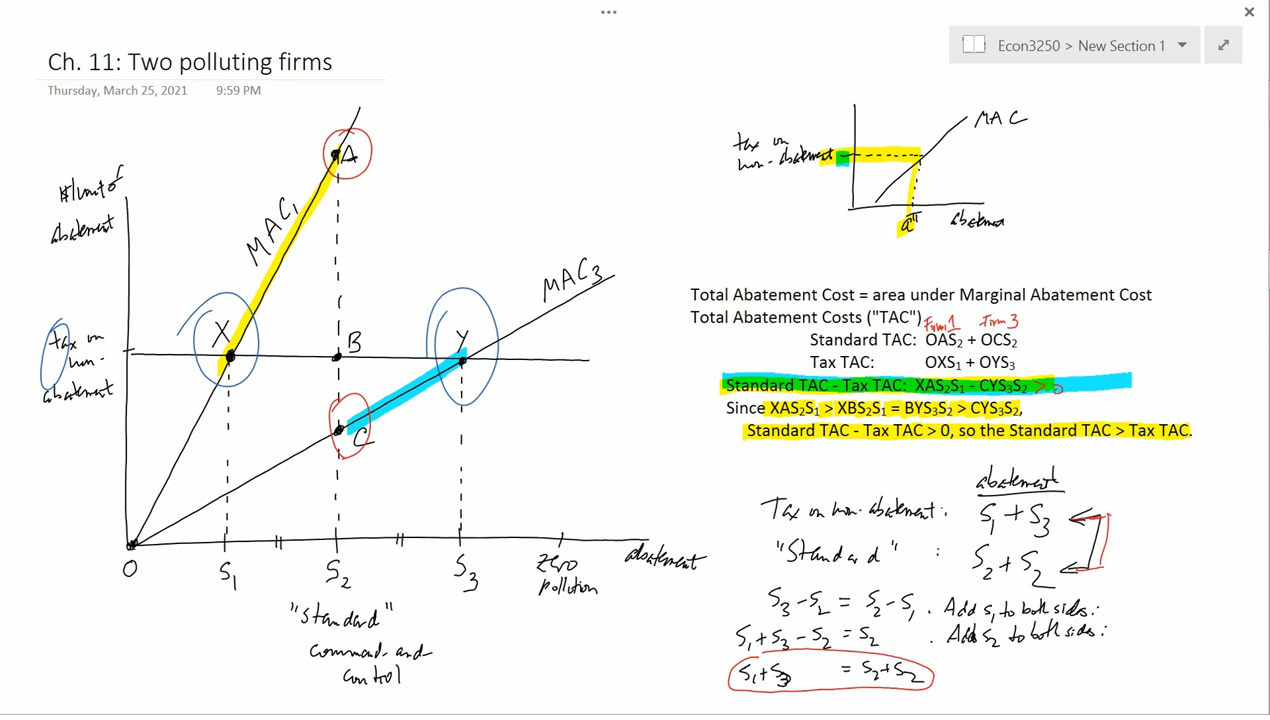 Ch. 11: Two polluting firms
Thursday, March 25, 2021 9:59 PM
Econ3250 > New Section 1
$/unit of
abatement
tax on
non-
abatement
MAC₁
MAC₃
A
X
B
Y
C
O
S₁
S₂
S₃
zero
pollution
abatement
"Standard"
command-and-
control
tax on
non-abatement
MAC
abatement
Total Abatement Cost = area under Marginal Abatement Cost
Total Abatement Costs ("TAC") Firm 1 Firm 3
Standard TAC: OAS₂ + OCS₂
Tax TAC: OXS₁ + OYS₃
Standard TAC - Tax TAC: XAS₂S₁ - CYS₃S₂ > 0
Since XAS₂S₁ > XBS₂S₁ = BYS₃S₂ > CYS₃S₂,
Standard TAC - Tax TAC > 0, so the Standard TAC > Tax TAC.
abatement
Tax on non-abatement: S₁ + S₃
"Standard" : S₂ + S₂
S₃ - S₂ = S₂ - S₁ . Add S₁ to both sides:
S₁ + S₃ - S₂ = S₂ . Add S₂ to both sides:
S₁ + S₃ = S₂ + S₂